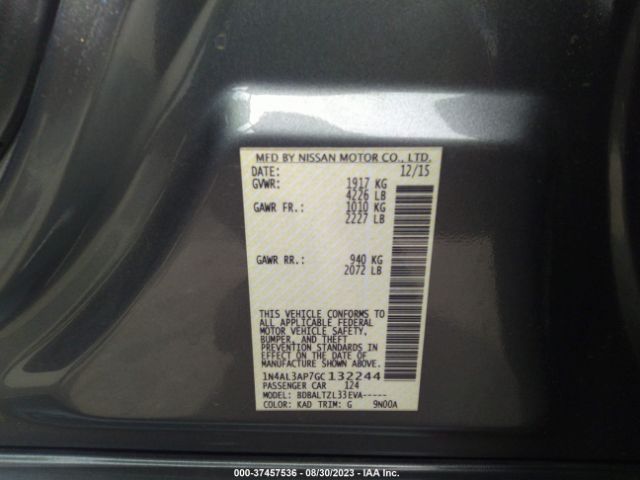 MFD BY NISSAN MOTOR CO., LTD.
DATE: 12/15
GVWR: 1917 KG
4226 LB
GAWR FR.: 1010 KG
2227 LB
GAWR RR.: 940 KG
2072 LB
THIS VEHICLE CONFORMS TO
ALL APPLICABLE FEDERAL
MOTOR VEHICLE SAFETY,
BUMPER, AND THEFT
PREVENTION STANDARDS IN
EFFECT ON THE DATE OF
MANUFACTURE SHOWN ABOVE.
1N4AL3AP7GC132244
PASSENGER CAR 124
MODEL: BDBALTZL33EVA-----
COLOR: KAD TRIM: G 9N00A
000-37457536 - 08/30/2023 - IAA Inc.